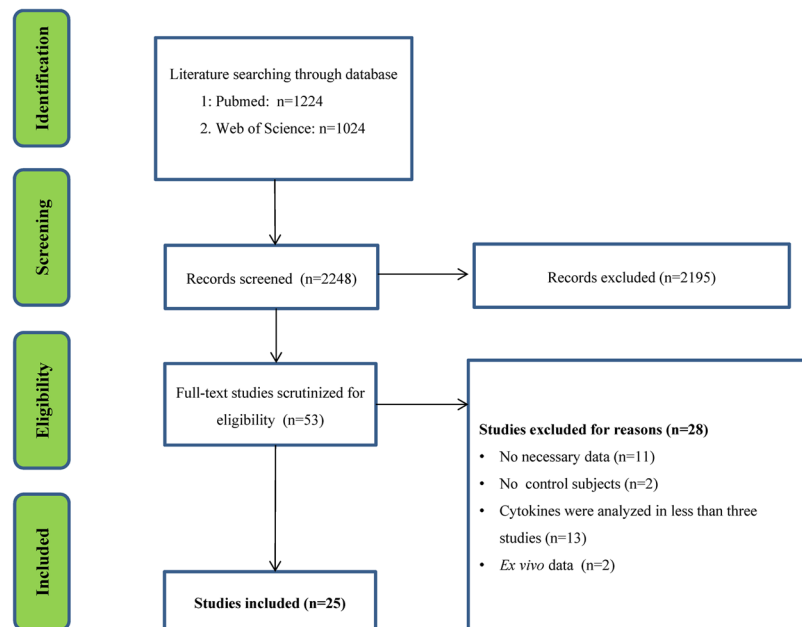 Identification
Literature searching through database
1: Pubmed: n=1224
2. Web of Science: n=1024
Screening
Records screened (n=2248)
Records excluded (n=2195)
Eligibility
Full-text studies scrutinized for
eligibility (n=53)
Studies excluded for reasons (n=28)
• No necessary data (n=11)
• No control subjects (n=2)
• Cytokines were analyzed in less than three
studies (n=13)
• Ex vivo data (n=2)
Included
Studies included (n=25)